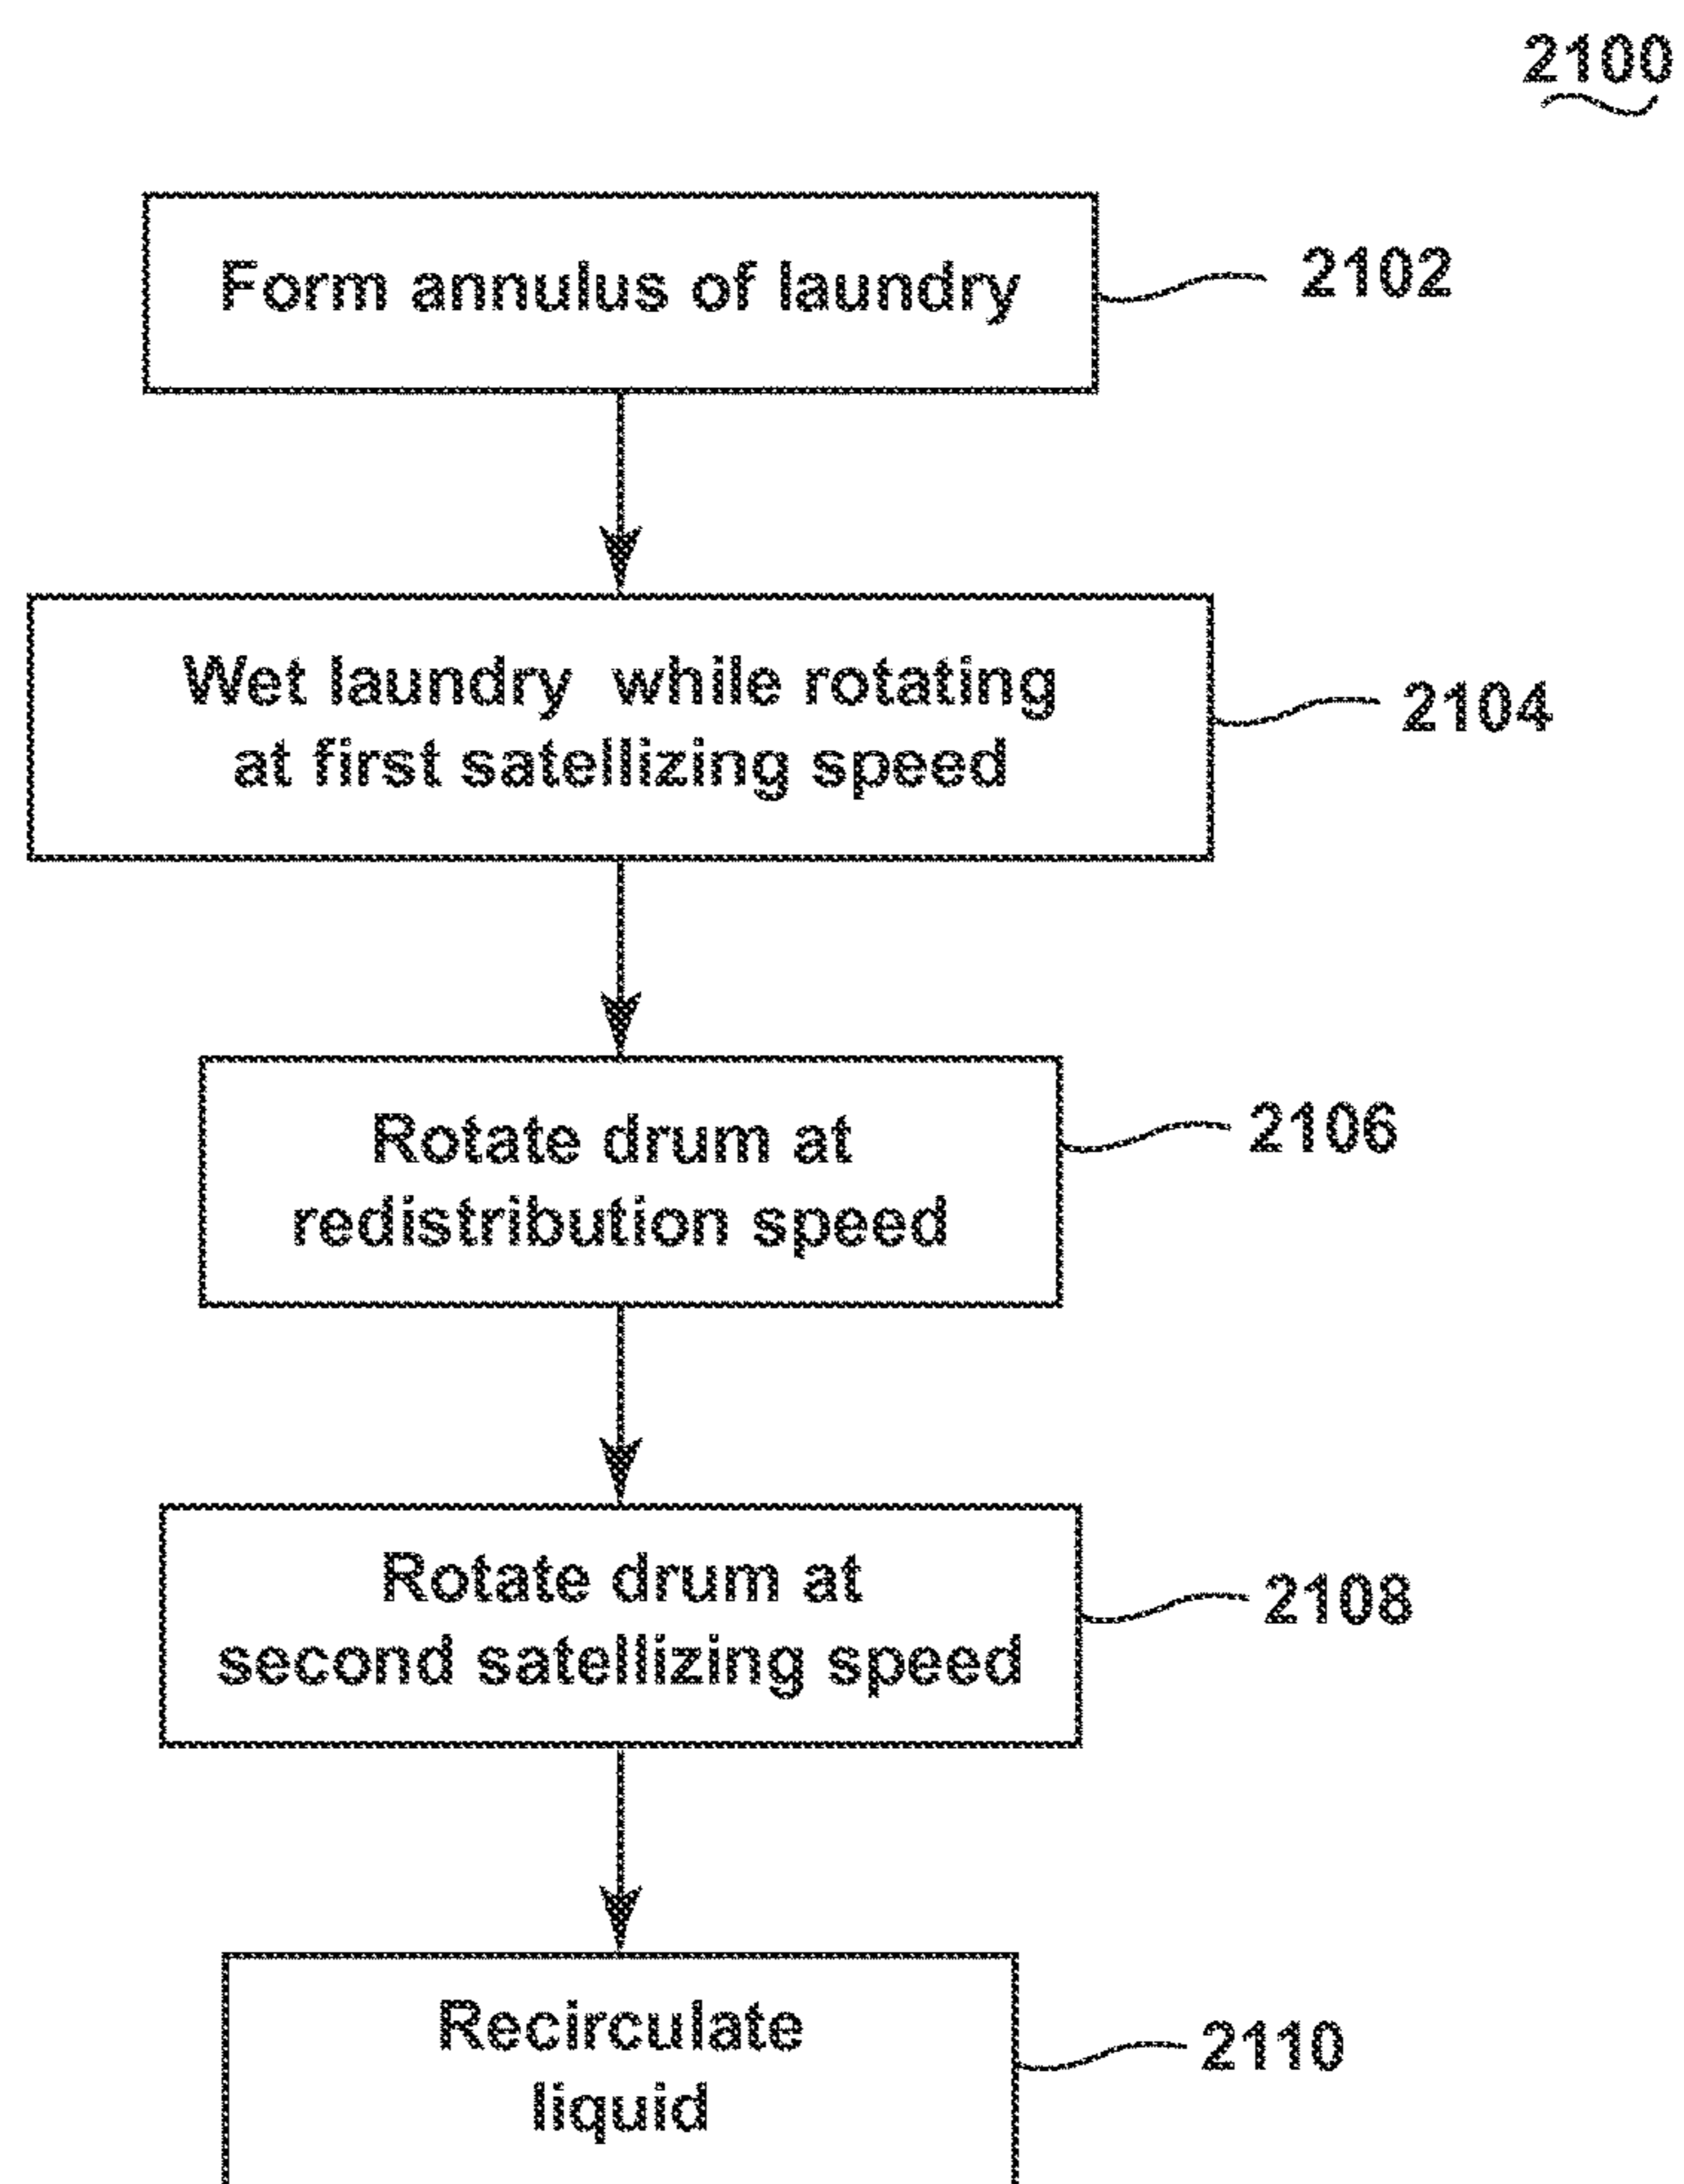 2100
Form annulus of laundry
2102
Wet laundry while rotating
at first satellizing speed
2104
Rotate drum at
redistribution speed
2106
Rotate drum at
second satellizing speed
2108
Recirculate
liquid
2110